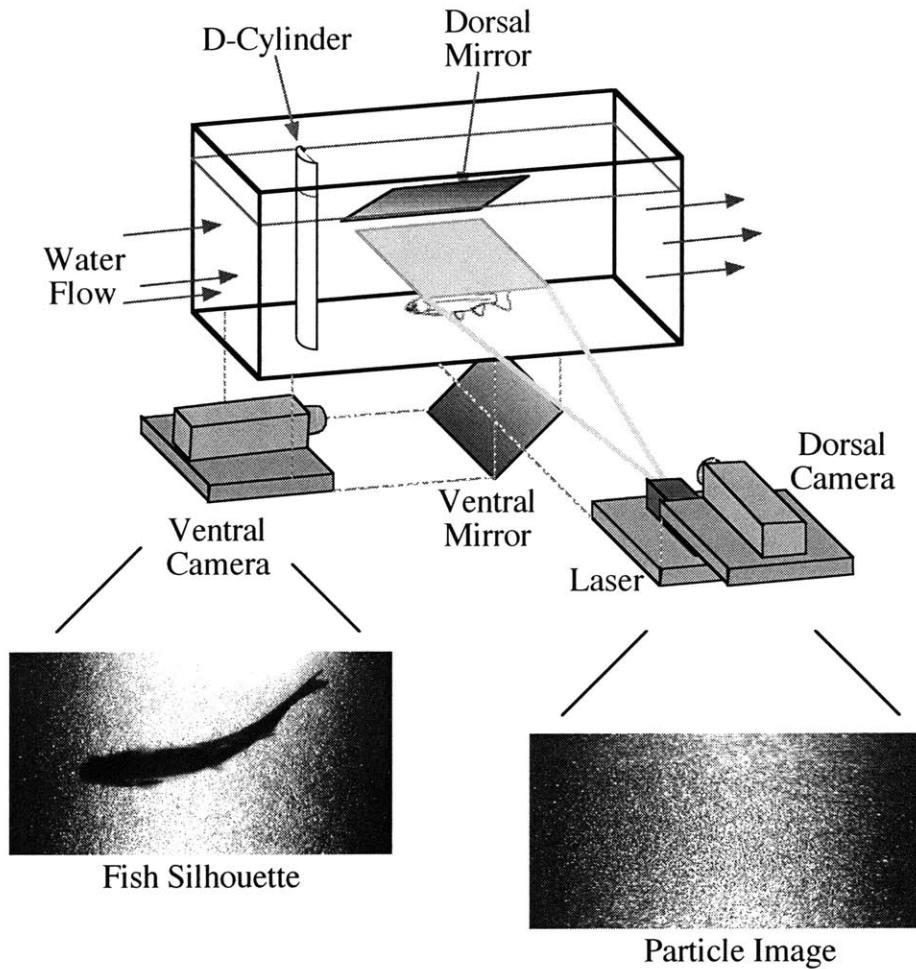 D-Cylinder
Dorsal
Mirror
Water
Flow
Dorsal
Camera
Ventral
Camera
Ventral
Mirror
Laser
Fish Silhouette
Particle Image